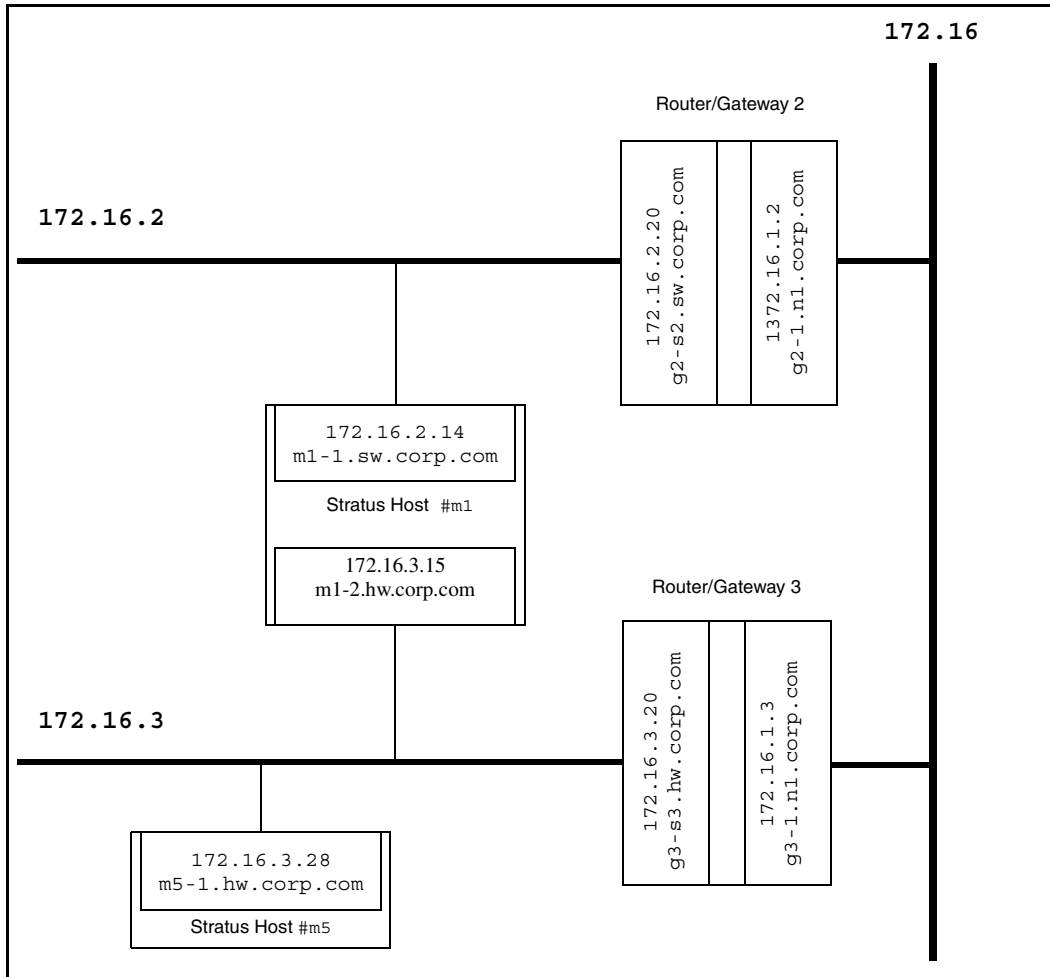 172.16
Router/Gateway 2
172.16.2.20
g2-s2.sw.corp.com
1372.16.1.2
g2-1.n1.corp.com
172.16.2
172.16.2.14
m1-1.sw.corp.com
Stratus Host #m1
172.16.3.15
m1-2.hw.corp.com
Router/Gateway 3
172.16.3.20
g3-s3.hw.corp.com
172.16.1.3
g3-1.n1.corp.com
172.16.3
172.16.3.28
m5-1.hw.corp.com
Stratus Host #m5